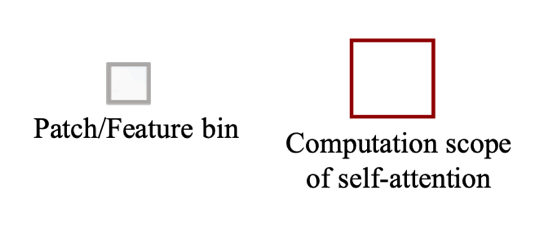 Patch/Feature bin
Computation scope
of self-attention